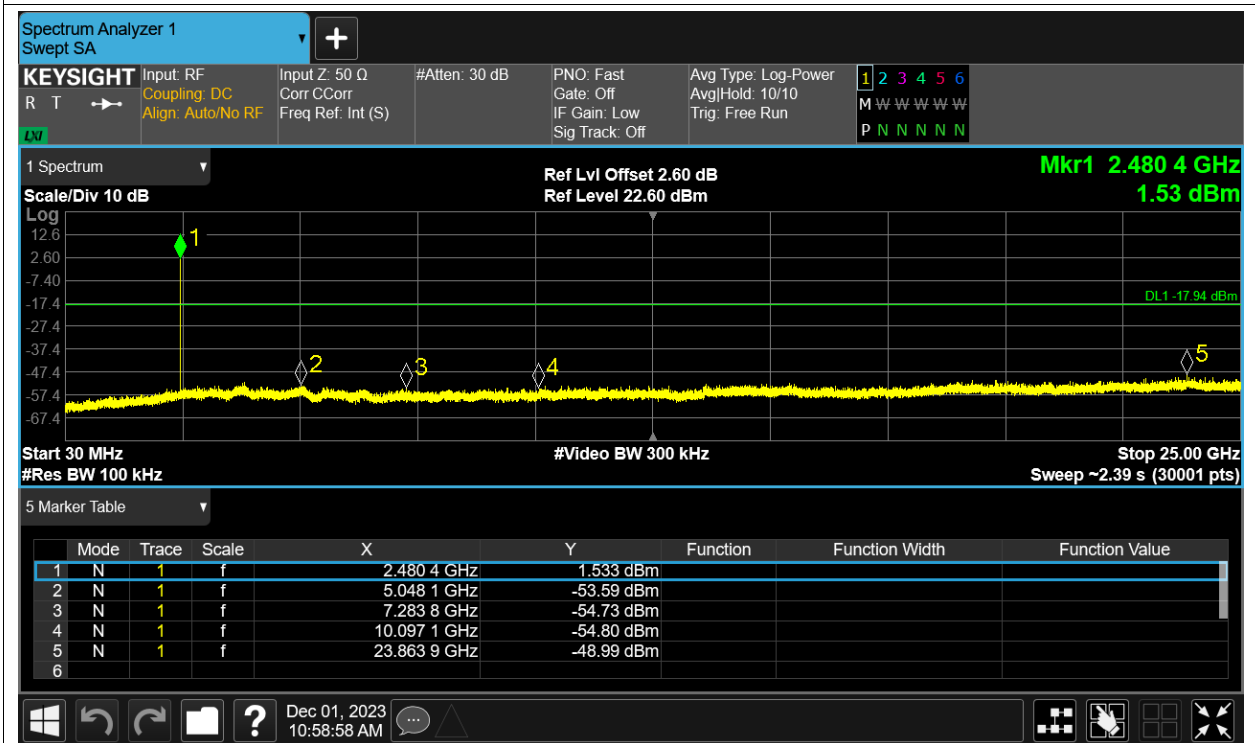 Spectrum Analyzer 1
Swept SA
KEYSIGHT
R T
LXI
Input: RF
Coupling: DC
Align: Auto/No RF
Input Z: 50 Ω
Corr CCorr
Freq Ref: Int (S)
#Atten: 30 dB
PNO: Fast
Gate: Off
IF Gain: Low
Sig Track: Off
Avg Type: Log-Power
Avg|Hold: 10/10
Trig: Free Run
1 2 3 4 5 6
M W W W W W
P N N N N N
1 Spectrum
Scale/Div 10 dB
Ref Lvl Offset 2.60 dB
Ref Level 22.60 dBm
Mkr1 2.480 4 GHz
1.53 dBm
Log
12.6
2.60
-7.40
-17.4
-27.4
-37.4
-47.4
-57.4
-67.4
1
2
3
4
5
DL1 -17.94 dBm
Start 30 MHz
#Video BW 300 kHz
Stop 25.00 GHz
#Res BW 100 kHz
Sweep ~2.39 s (30001 pts)
5 Marker Table
Mode Trace Scale X Y Function Function Width Function Value
1 N 1 f 2.480 4 GHz 1.533 dBm
2 N 1 f 5.048 1 GHz -53.59 dBm
3 N 1 f 7.283 8 GHz -54.73 dBm
4 N 1 f 10.097 1 GHz -54.80 dBm
5 N 1 f 23.863 9 GHz -48.99 dBm
6
?
Dec 01, 2023
10:58:58 AM